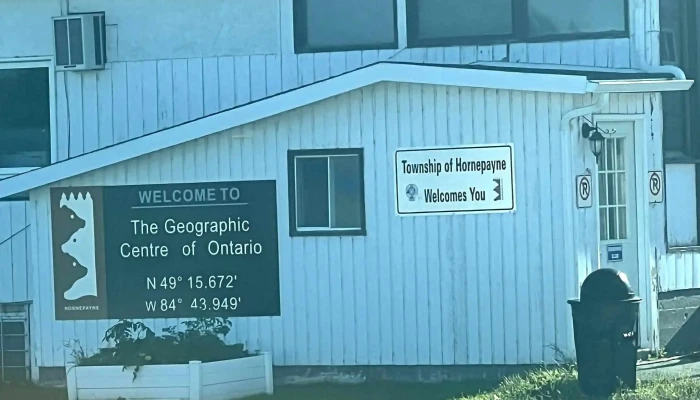 WELCOME TO
The Geographic
Centre of Ontario
N 49° 15.672'
W 84° 43.949'
HORNEPAYNE
Township of Hornepayne
Welcomes You